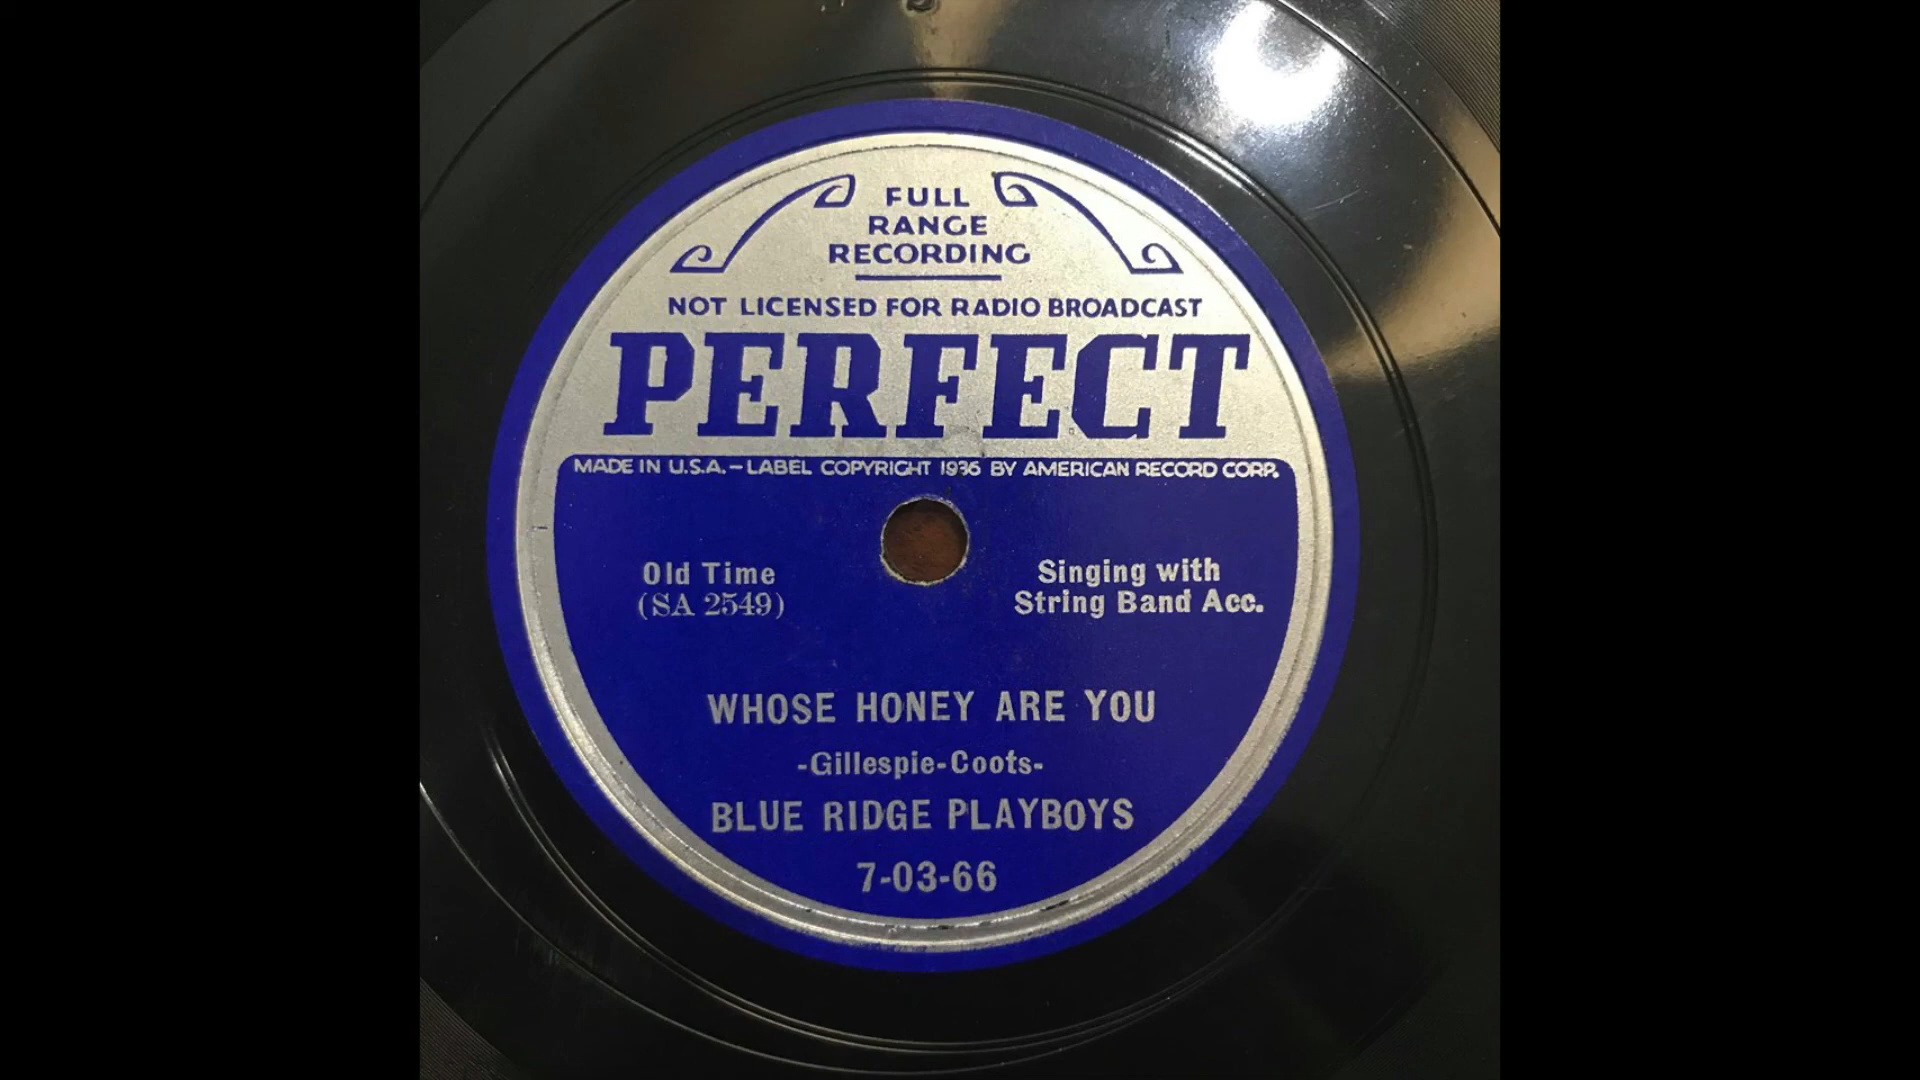 FULL
RANGE
RECORDING
NOT LICENSED FOR RADIO BROADCAST
PERFECT
MADE IN U.S.A.–LABEL COPYRIGHT 1936 BY AMERICAN RECORD CORP.
Old Time
(SA 2549)
Singing with
String Band Acc.
WHOSE HONEY ARE YOU
-Gillespie-Coots-
BLUE RIDGE PLAYBOYS
7-03-66